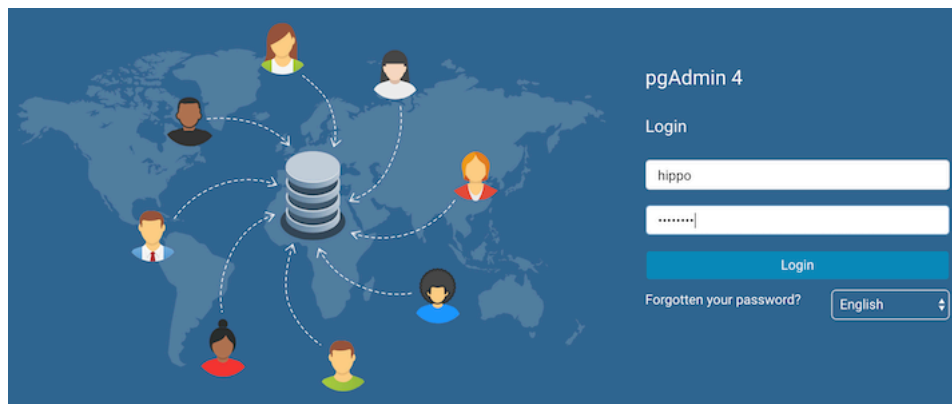 pgAdmin 4
Login
hippo
••••••••
Login
Forgotten your password?
English